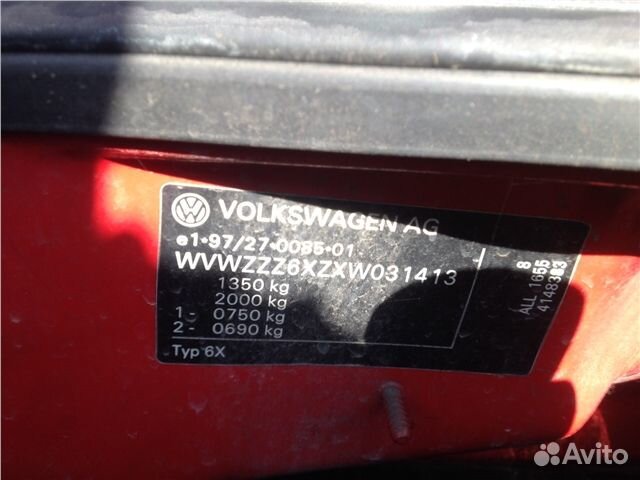 VOLKSWAGEN AG
e1*97/27*0085*01
WVWZZZ6XZXW031413
1350 kg
2000 kg
1 - 0750 kg
2 - 0690 kg
Typ 6X
8
ALL 1655
Avito